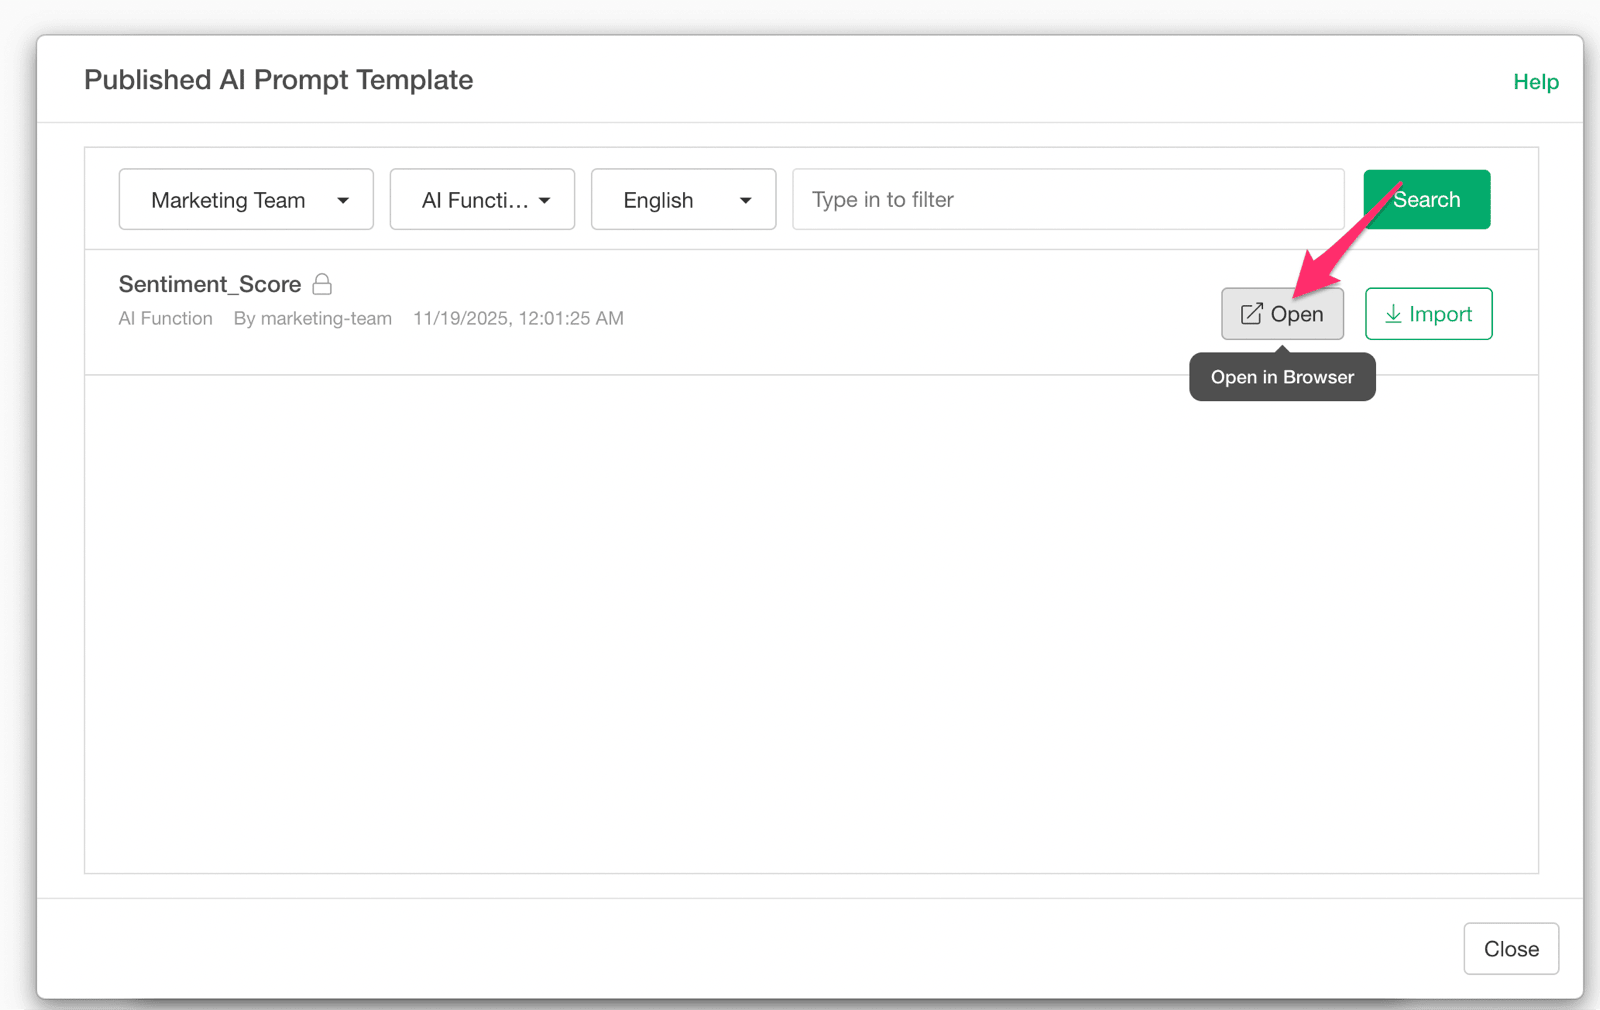 Published AI Prompt Template
Help
Marketing Team
AI Functi...
English
Type in to filter
Search
Sentiment_Score
AI Function By marketing-team 11/19/2025, 12:01:25 AM
Open
Import
Open in Browser
Close